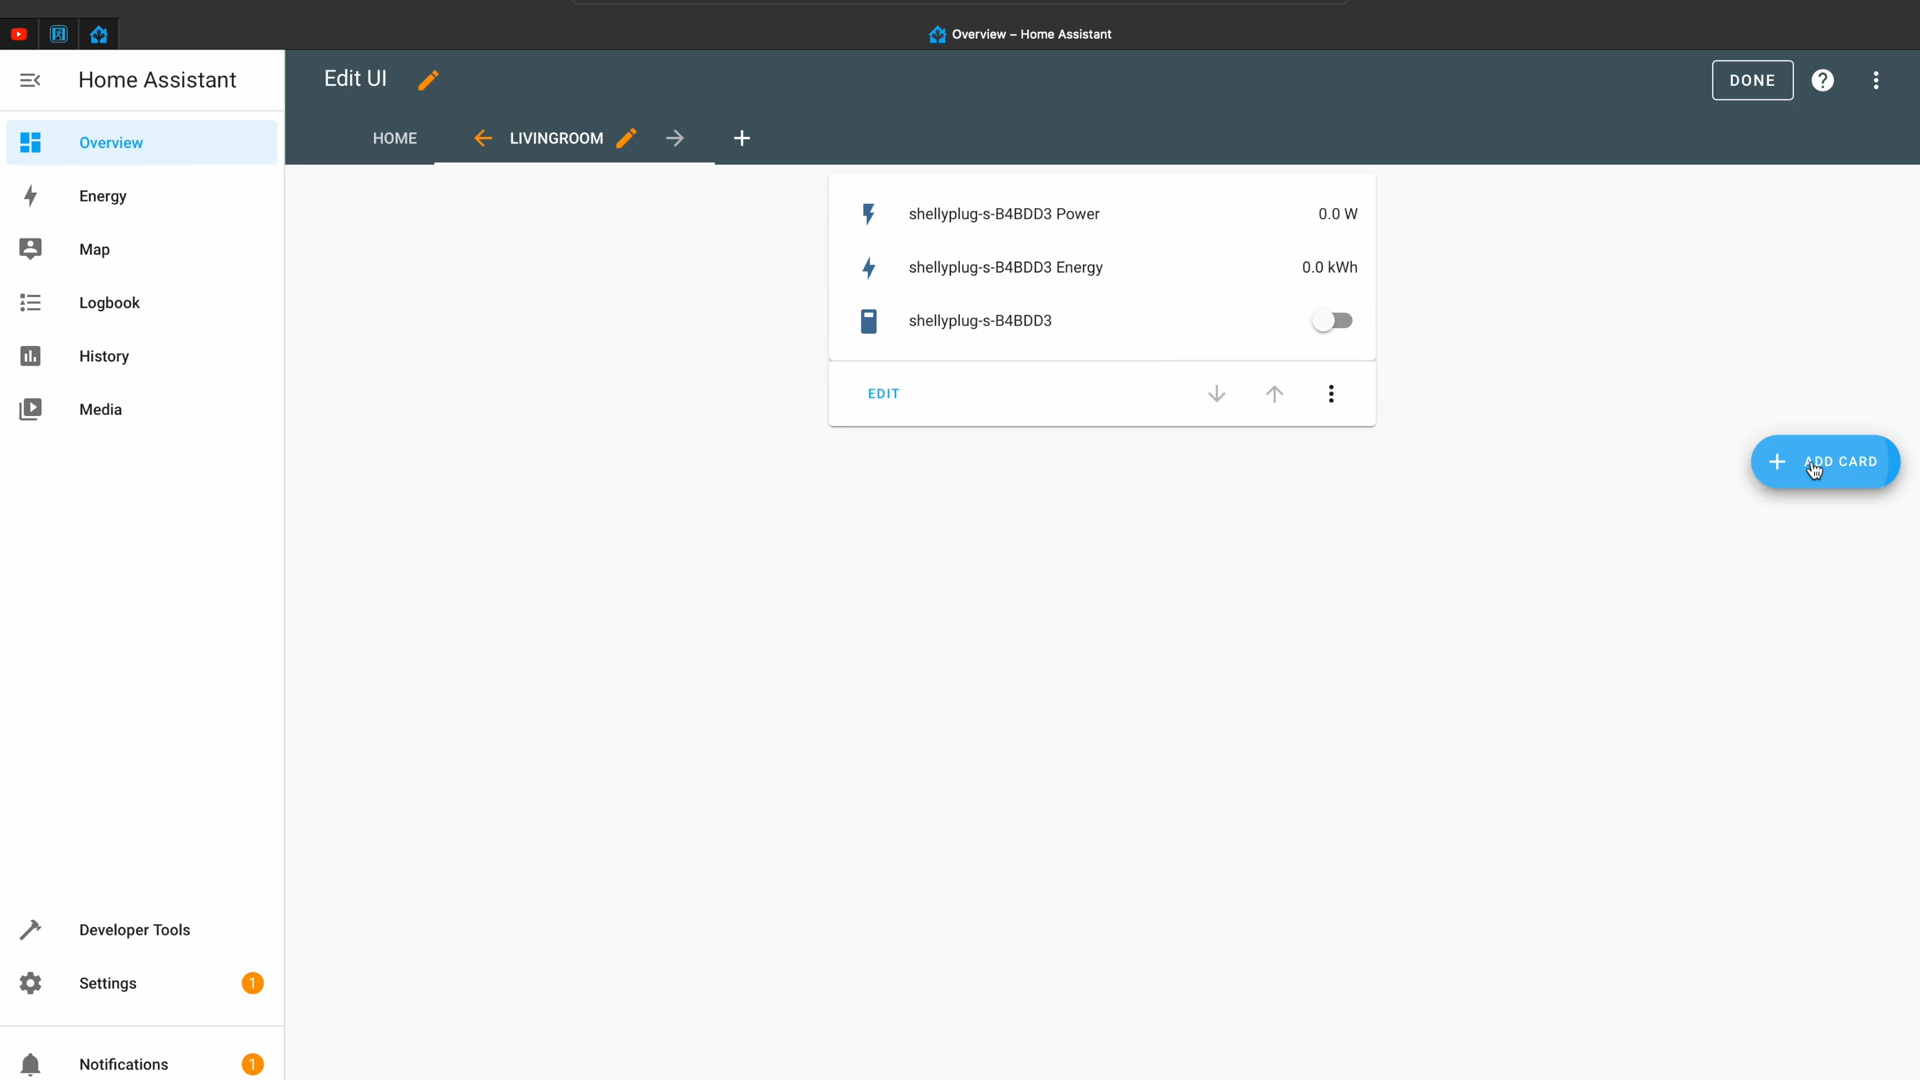 Overview – Home Assistant
Home Assistant
Edit UI
DONE
HOME
LIVINGROOM
Overview
Energy
Map
Logbook
History
Media
shellyplug-s-B4BDD3 Power 0.0 W
shellyplug-s-B4BDD3 Energy 0.0 kWh
shellyplug-s-B4BDD3
EDIT
ADD CARD
Developer Tools
Settings 1
Notifications 1